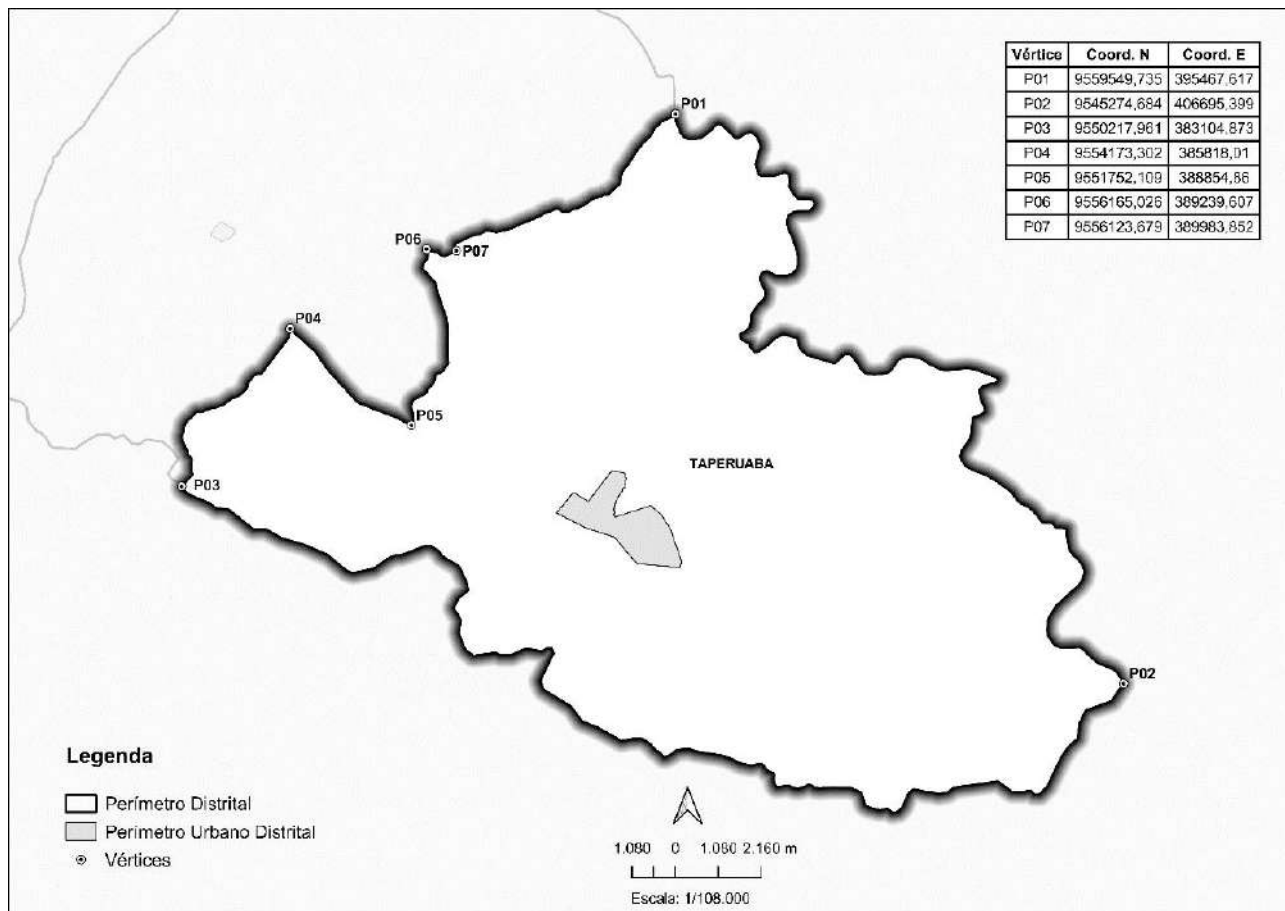 Vértice Coord. N Coord. E
P01 9559549,735 395467,617
P02 9545274,684 406695,399
P03 9550217,961 383104,873
P04 9554173,302 385818,01
P05 9551752,109 388854,86
P06 9556165,026 389239,607
P07 9556123,679 389983,852
P01
P06
P07
P04
P05
TAPERUABA
P03
P02
Legenda
Perímetro Distrital
Perímetro Urbano Distrital
Vértices
1.080 0 1.080 2.160 m
Escala: 1/108.000